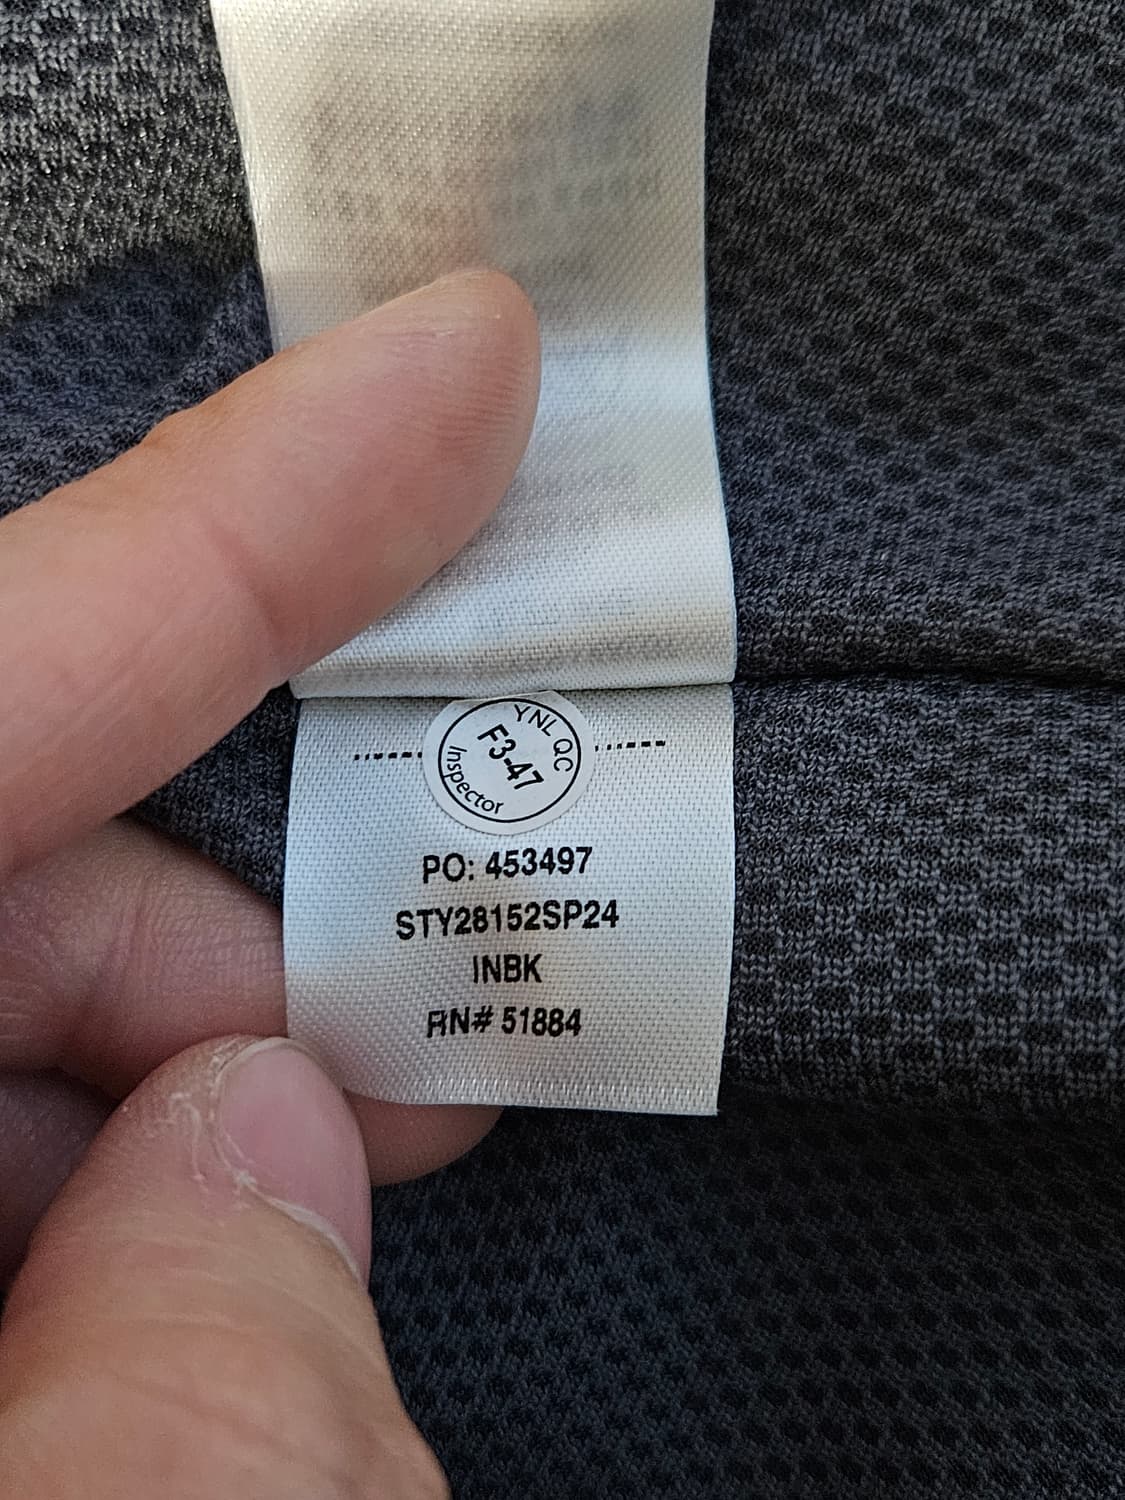 YNL QC
F3-47
Inspector
PO: 453497
STY28152SP24
INBK
RN# 51884